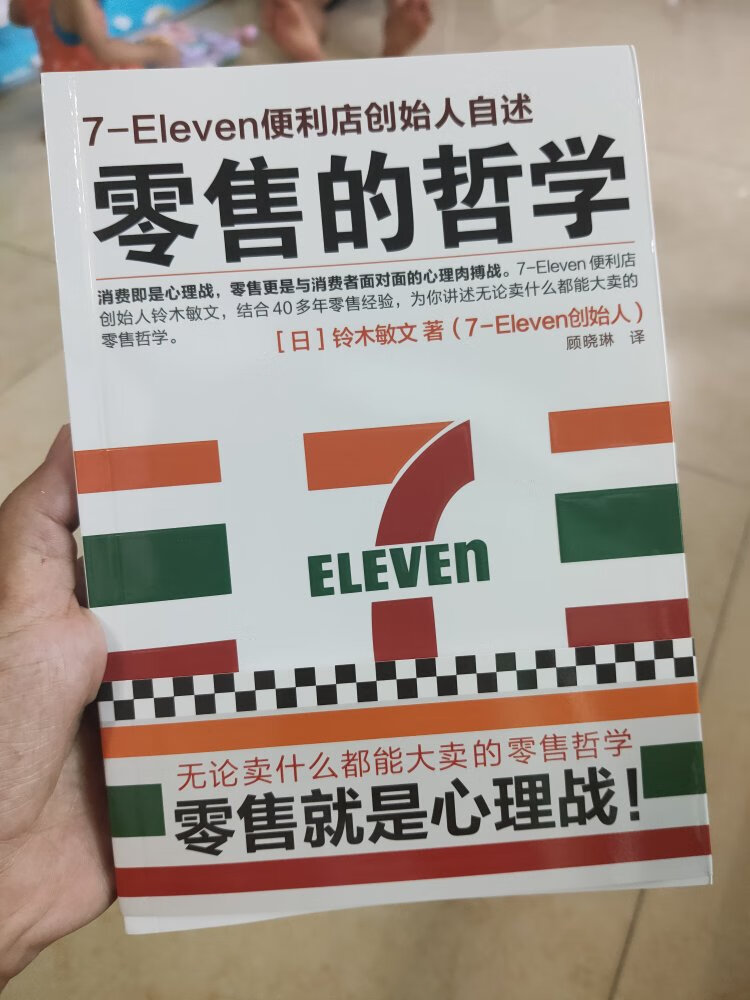 7-Eleven便利店创始人自述
零售的哲学
消费即是心理战，零售更是与消费者面对面的心理肉搏战。7-Eleven便利店
创始人铃木敏文，结合40多年零售经验，为你讲述无论卖什么都能大卖的
零售哲学。
［日］铃木敏文 著（7-Eleven创始人）
顾晓琳 译
7
ELEVEn
无论卖什么都能大卖的零售哲学
零售就是心理战！